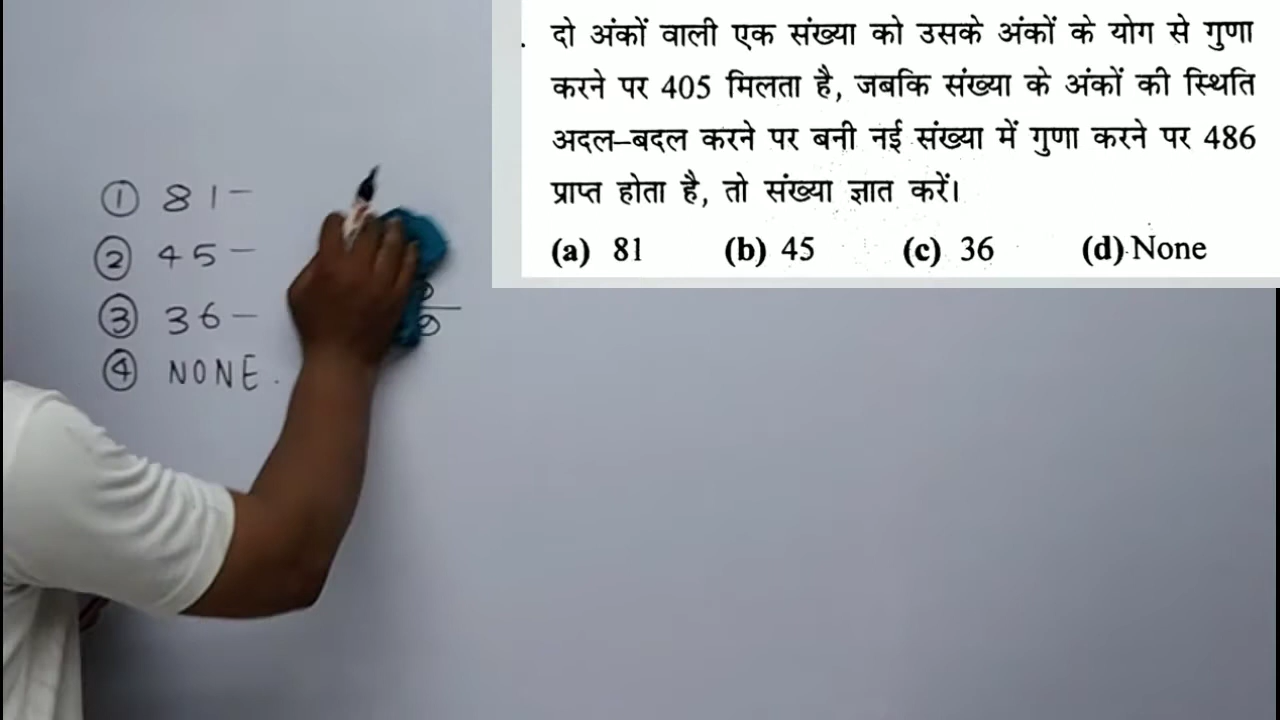 दो अंकों वाली एक संख्या को उसके अंकों के योग से गुणा
करने पर 405 मिलता है, जबकि संख्या के अंकों की स्थिति
अदल–बदल करने पर बनी नई संख्या में गुणा करने पर 486
प्राप्त होता है, तो संख्या ज्ञात करें।
(a) 81 (b) 45 (c) 36 (d) None
① 81 –
② 45 –
③ 36 –
④ NONE.